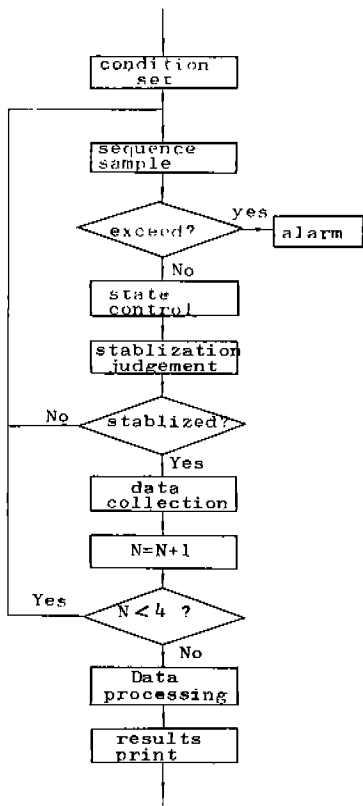 condition
set
sequence
sample
exceed?
yes
alarm
No
state
control
stablization
judgement
No
stablized?
Yes
data
collection
N=N+1
Yes
N<4 ?
No
Data
processing
results
print